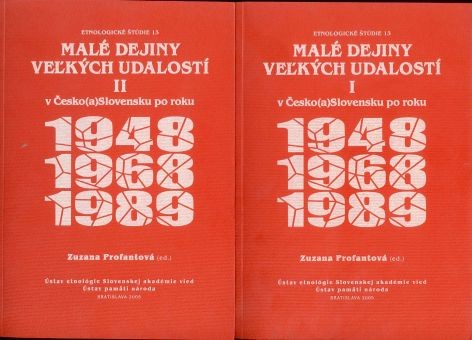 ETNOLOGICKÉ ŠTÚDIE 13
MALÉ DEJINY
VEĽKÝCH UDALOSTÍ
II
v Česko(a)Slovensku po roku
1948
1968
1989
Zuzana Profantová (ed.)
Ústav etnológie Slovenskej akadémie vied
Ústav pamäti národa
BRATISLAVA 2005
ETNOLOGICKÉ ŠTÚDIE 13
MALÉ DEJINY
VEĽKÝCH UDALOSTÍ
I
v Česko(a)Slovensku po roku
1948
1968
1989
Zuzana Profantová (ed.)
Ústav etnológie Slovenskej akadémie vied
Ústav pamäti národa
BRATISLAVA 2005